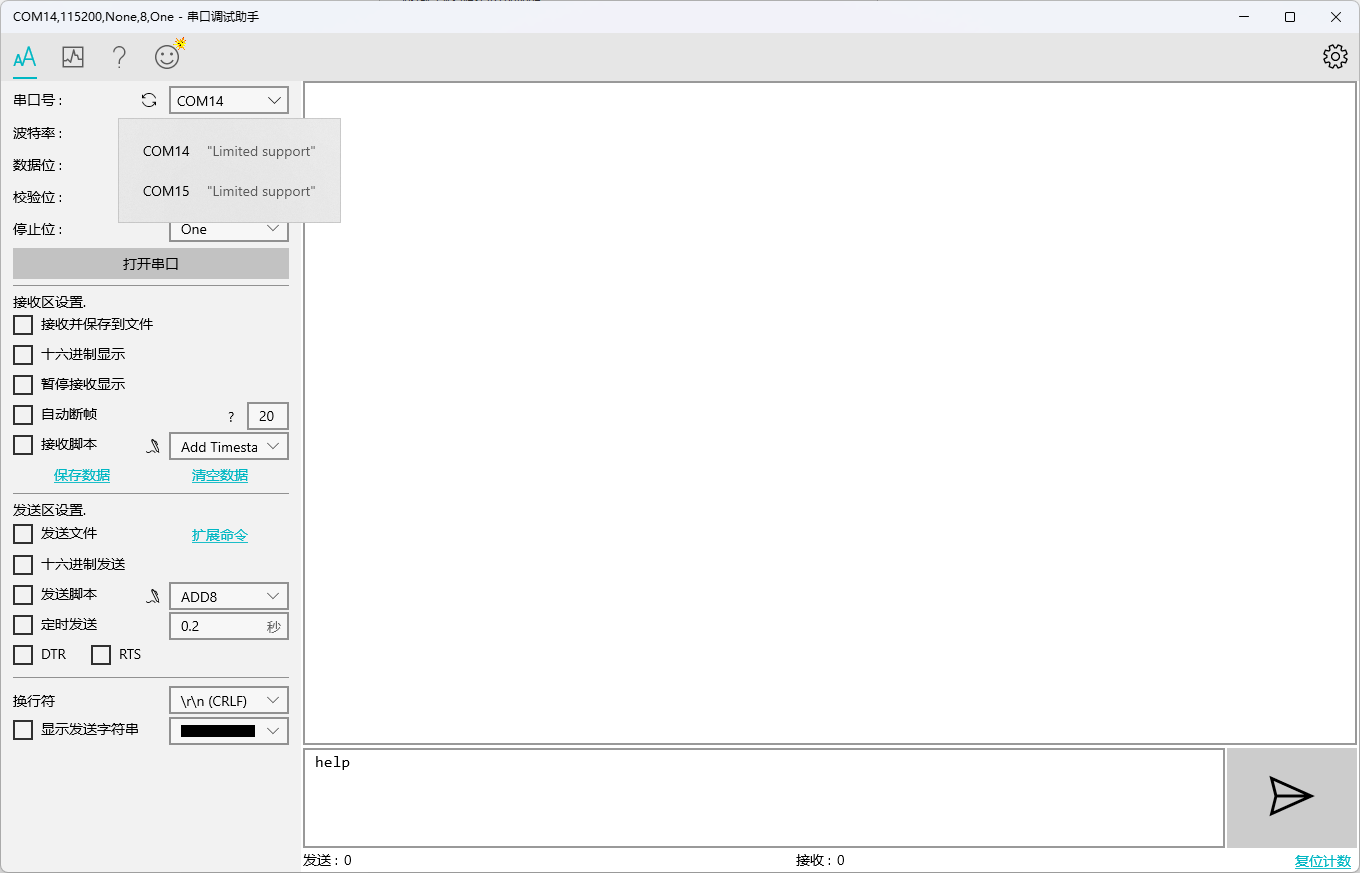 COM14,115200,None,8,One - 串口调试助手
串口号 :
COM14
波特率 :
COM14 "Limited support"
数据位 :
COM15 "Limited support"
校验位 :
停止位 :
One
打开串口
接收区设置.
接收并保存到文件
十六进制显示
暂停接收显示
自动断帧
?
20
接收脚本
Add Timesta
保存数据
清空数据
发送区设置.
发送文件
扩展命令
十六进制发送
发送脚本
ADD8
定时发送
0.2
秒
DTR
RTS
换行符
\r\n (CRLF)
显示发送字符串
help
发送 : 0
接收 : 0
复位计数